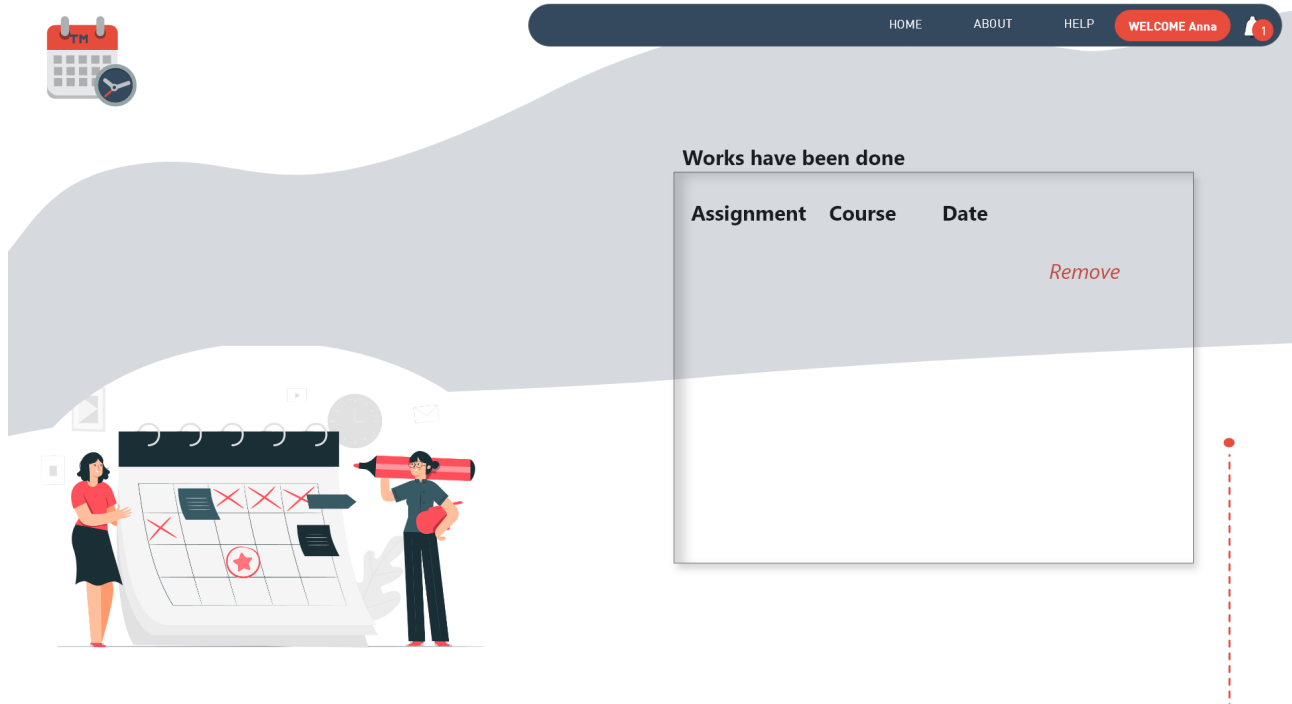 TM
HOME ABOUT HELP WELCOME Anna 1
Works have been done
Assignment Course Date
Remove